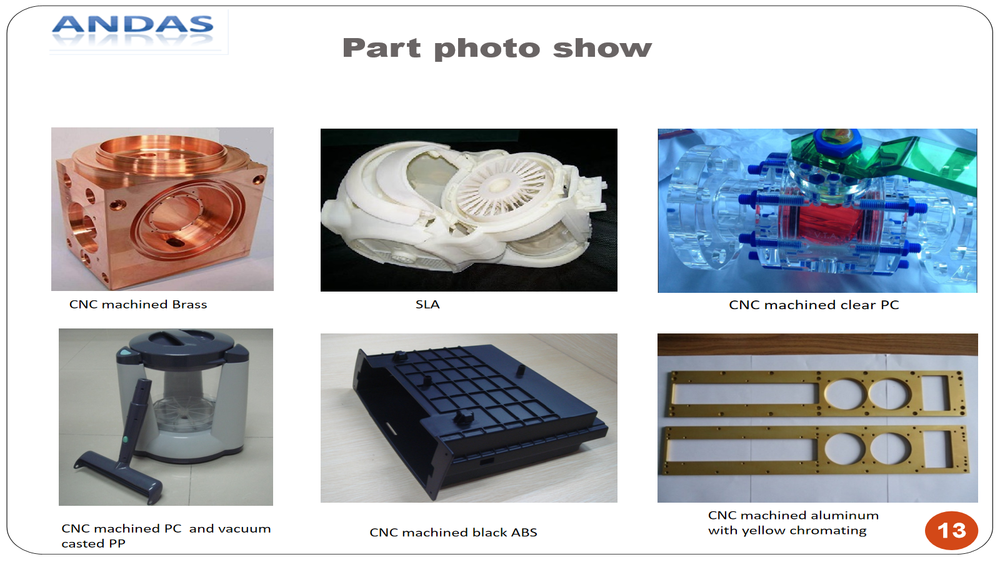 ANDAS
Part photo show
CNC machined Brass
SLA
CNC machined clear PC
CNC machined PC and vacuum
casted PP
CNC machined black ABS
CNC machined aluminum
with yellow chromating
13